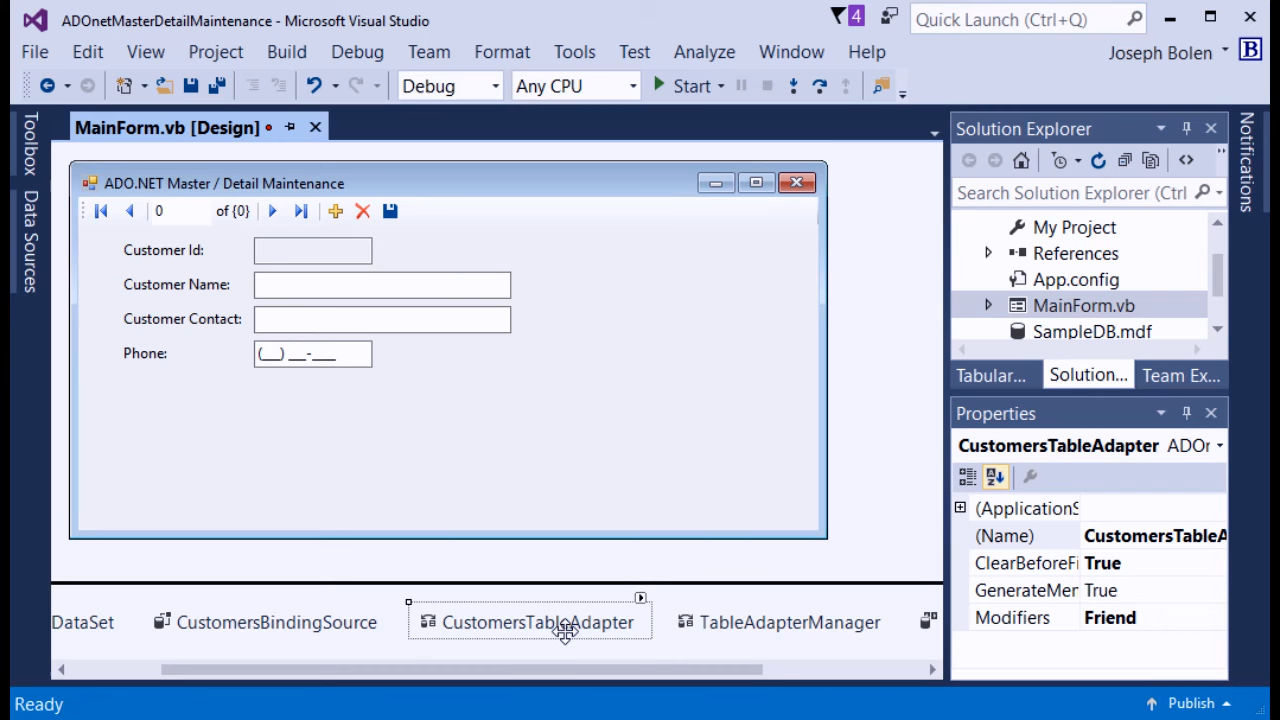 ADOnetMasterDetailMaintenance - Microsoft Visual Studio
4
Quick Launch (Ctrl+Q)
File Edit View Project Build Debug Team Format Tools Test Analyze Window Help
Joseph Bolen
B
Debug
Any CPU
Start
Toolbox
Data Sources
MainForm.vb [Design]
ADO.NET Master / Detail Maintenance
0 of {0}
Customer Id:
Customer Name:
Customer Contact:
Phone:
(__) __-___
DataSet
CustomersBindingSource
CustomersTableAdapter
TableAdapterManager
Solution Explorer
Search Solution Explorer (Ctrl
My Project
References
App.config
MainForm.vb
SampleDB.mdf
Tabular...
Solution...
Team Ex...
Properties
CustomersTableAdapter ADOr
(ApplicationS
(Name) CustomersTableA
ClearBeforeFi True
GenerateMer True
Modifiers Friend
Notifications
Ready
Publish